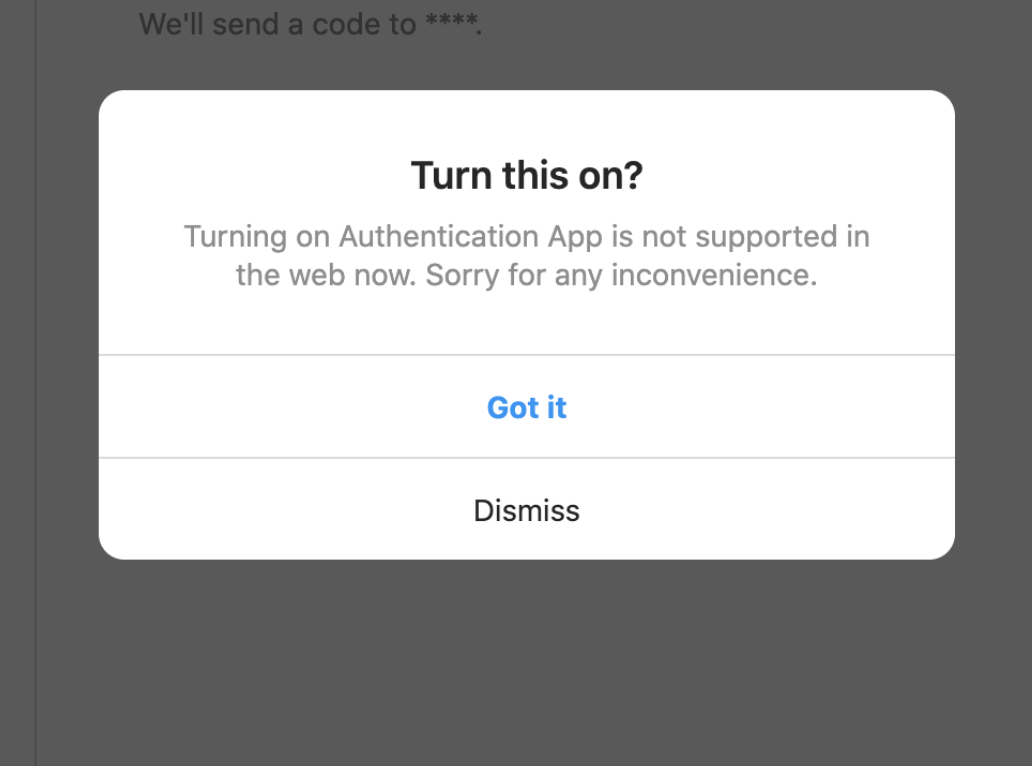 We'll send a code to ****.
Turn this on?
Turning on Authentication App is not supported in
the web now. Sorry for any inconvenience.
Got it
Dismiss